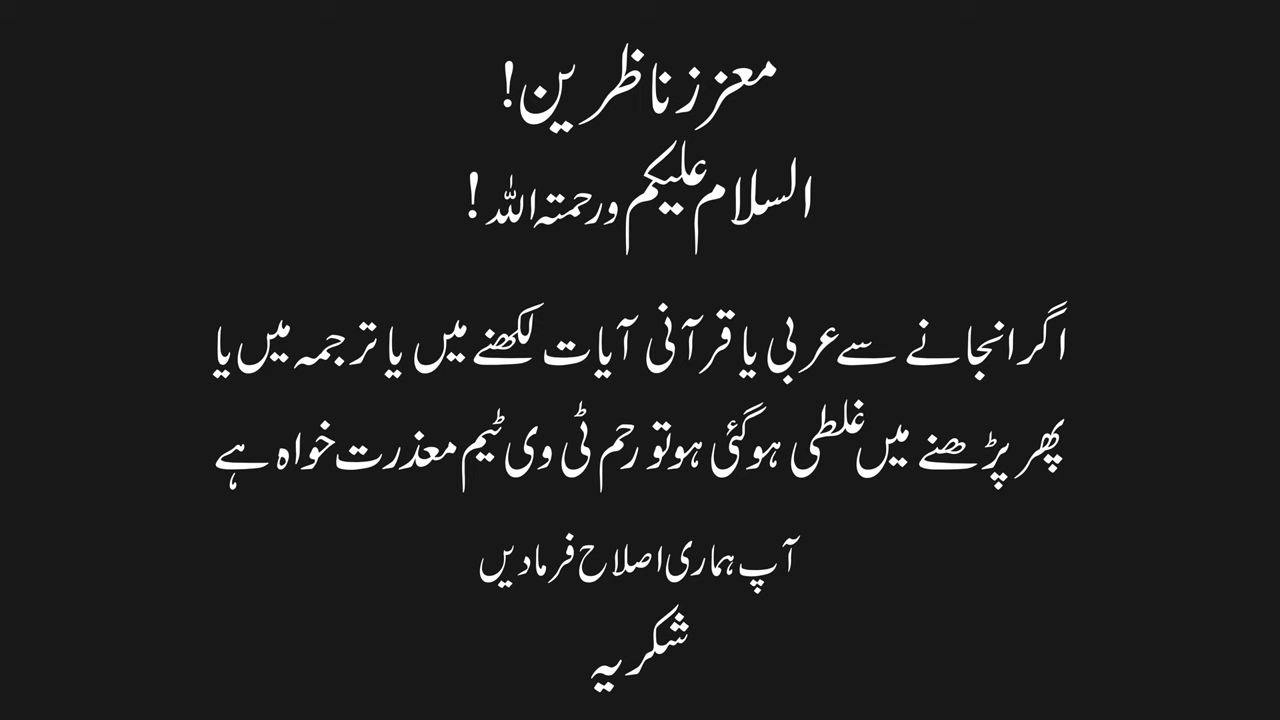 معزز ناظرین!
السلام علیکم ورحمتہ اللہ !
اگر انجانے سے عربی یا قرآنی آیات لکھنے میں یا ترجمہ میں یا
پھر پڑھنے میں غلطی ہوگئی ہو تو رحم ٹی وی ٹیم معذرت خواہ ہے
آپ ہماری اصلاح فرمادیں
شکریہ